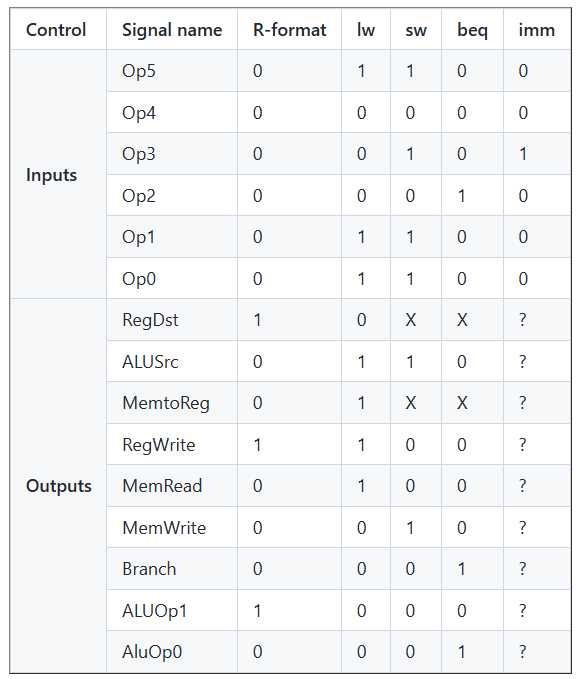 Control Signal name R-format lw sw beq imm
Op5 0 1 1 0 0
Op4 0 0 0 0 0
Op3 0 0 1 0 1
Inputs
Op2 0 0 0 1 0
Op1 0 1 1 0 0
Op0 0 1 1 0 0
RegDst 1 0 X X ?
ALUSrc 0 1 1 0 ?
MemtoReg 0 1 X X ?
RegWrite 1 1 0 0 ?
Outputs MemRead 0 1 0 0 ?
MemWrite 0 0 1 0 ?
Branch 0 0 0 1 ?
ALUOp1 1 0 0 0 ?
AluOp0 0 0 0 1 ?